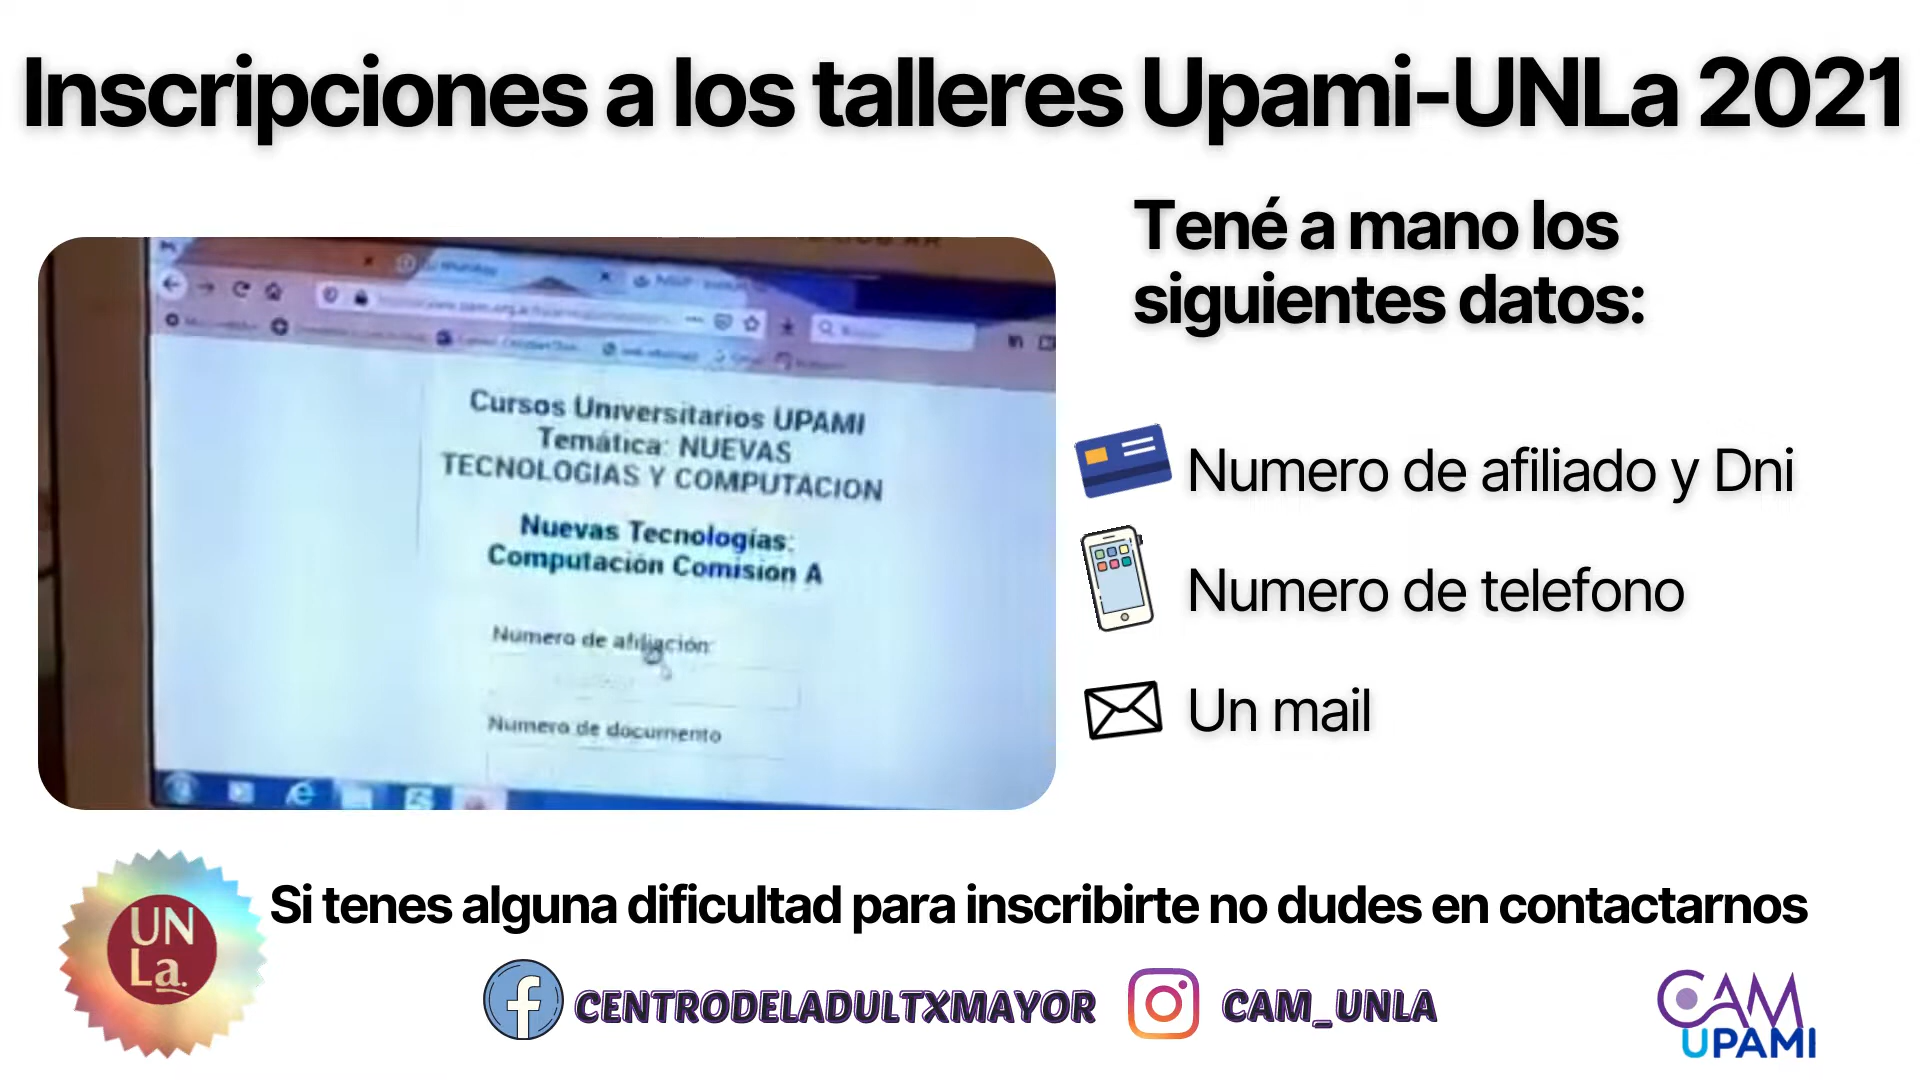 Inscripciones a los talleres Upami-UNLa 2021
Tené a mano los
siguientes datos:
Cursos Universitarios UPAMI
Temática: NUEVAS
TECNOLOGIAS Y COMPUTACION
Nuevas Tecnologías:
Computación Comision A
Numero de afiliación:
Numero de documento
Numero de afiliado y Dni
Numero de telefono
Un mail
UN
La.
Si tenes alguna dificultad para inscribirte no dudes en contactarnos
CENTRODELADULTXMAYOR
CAM_UNLA
CAM
UPAMI